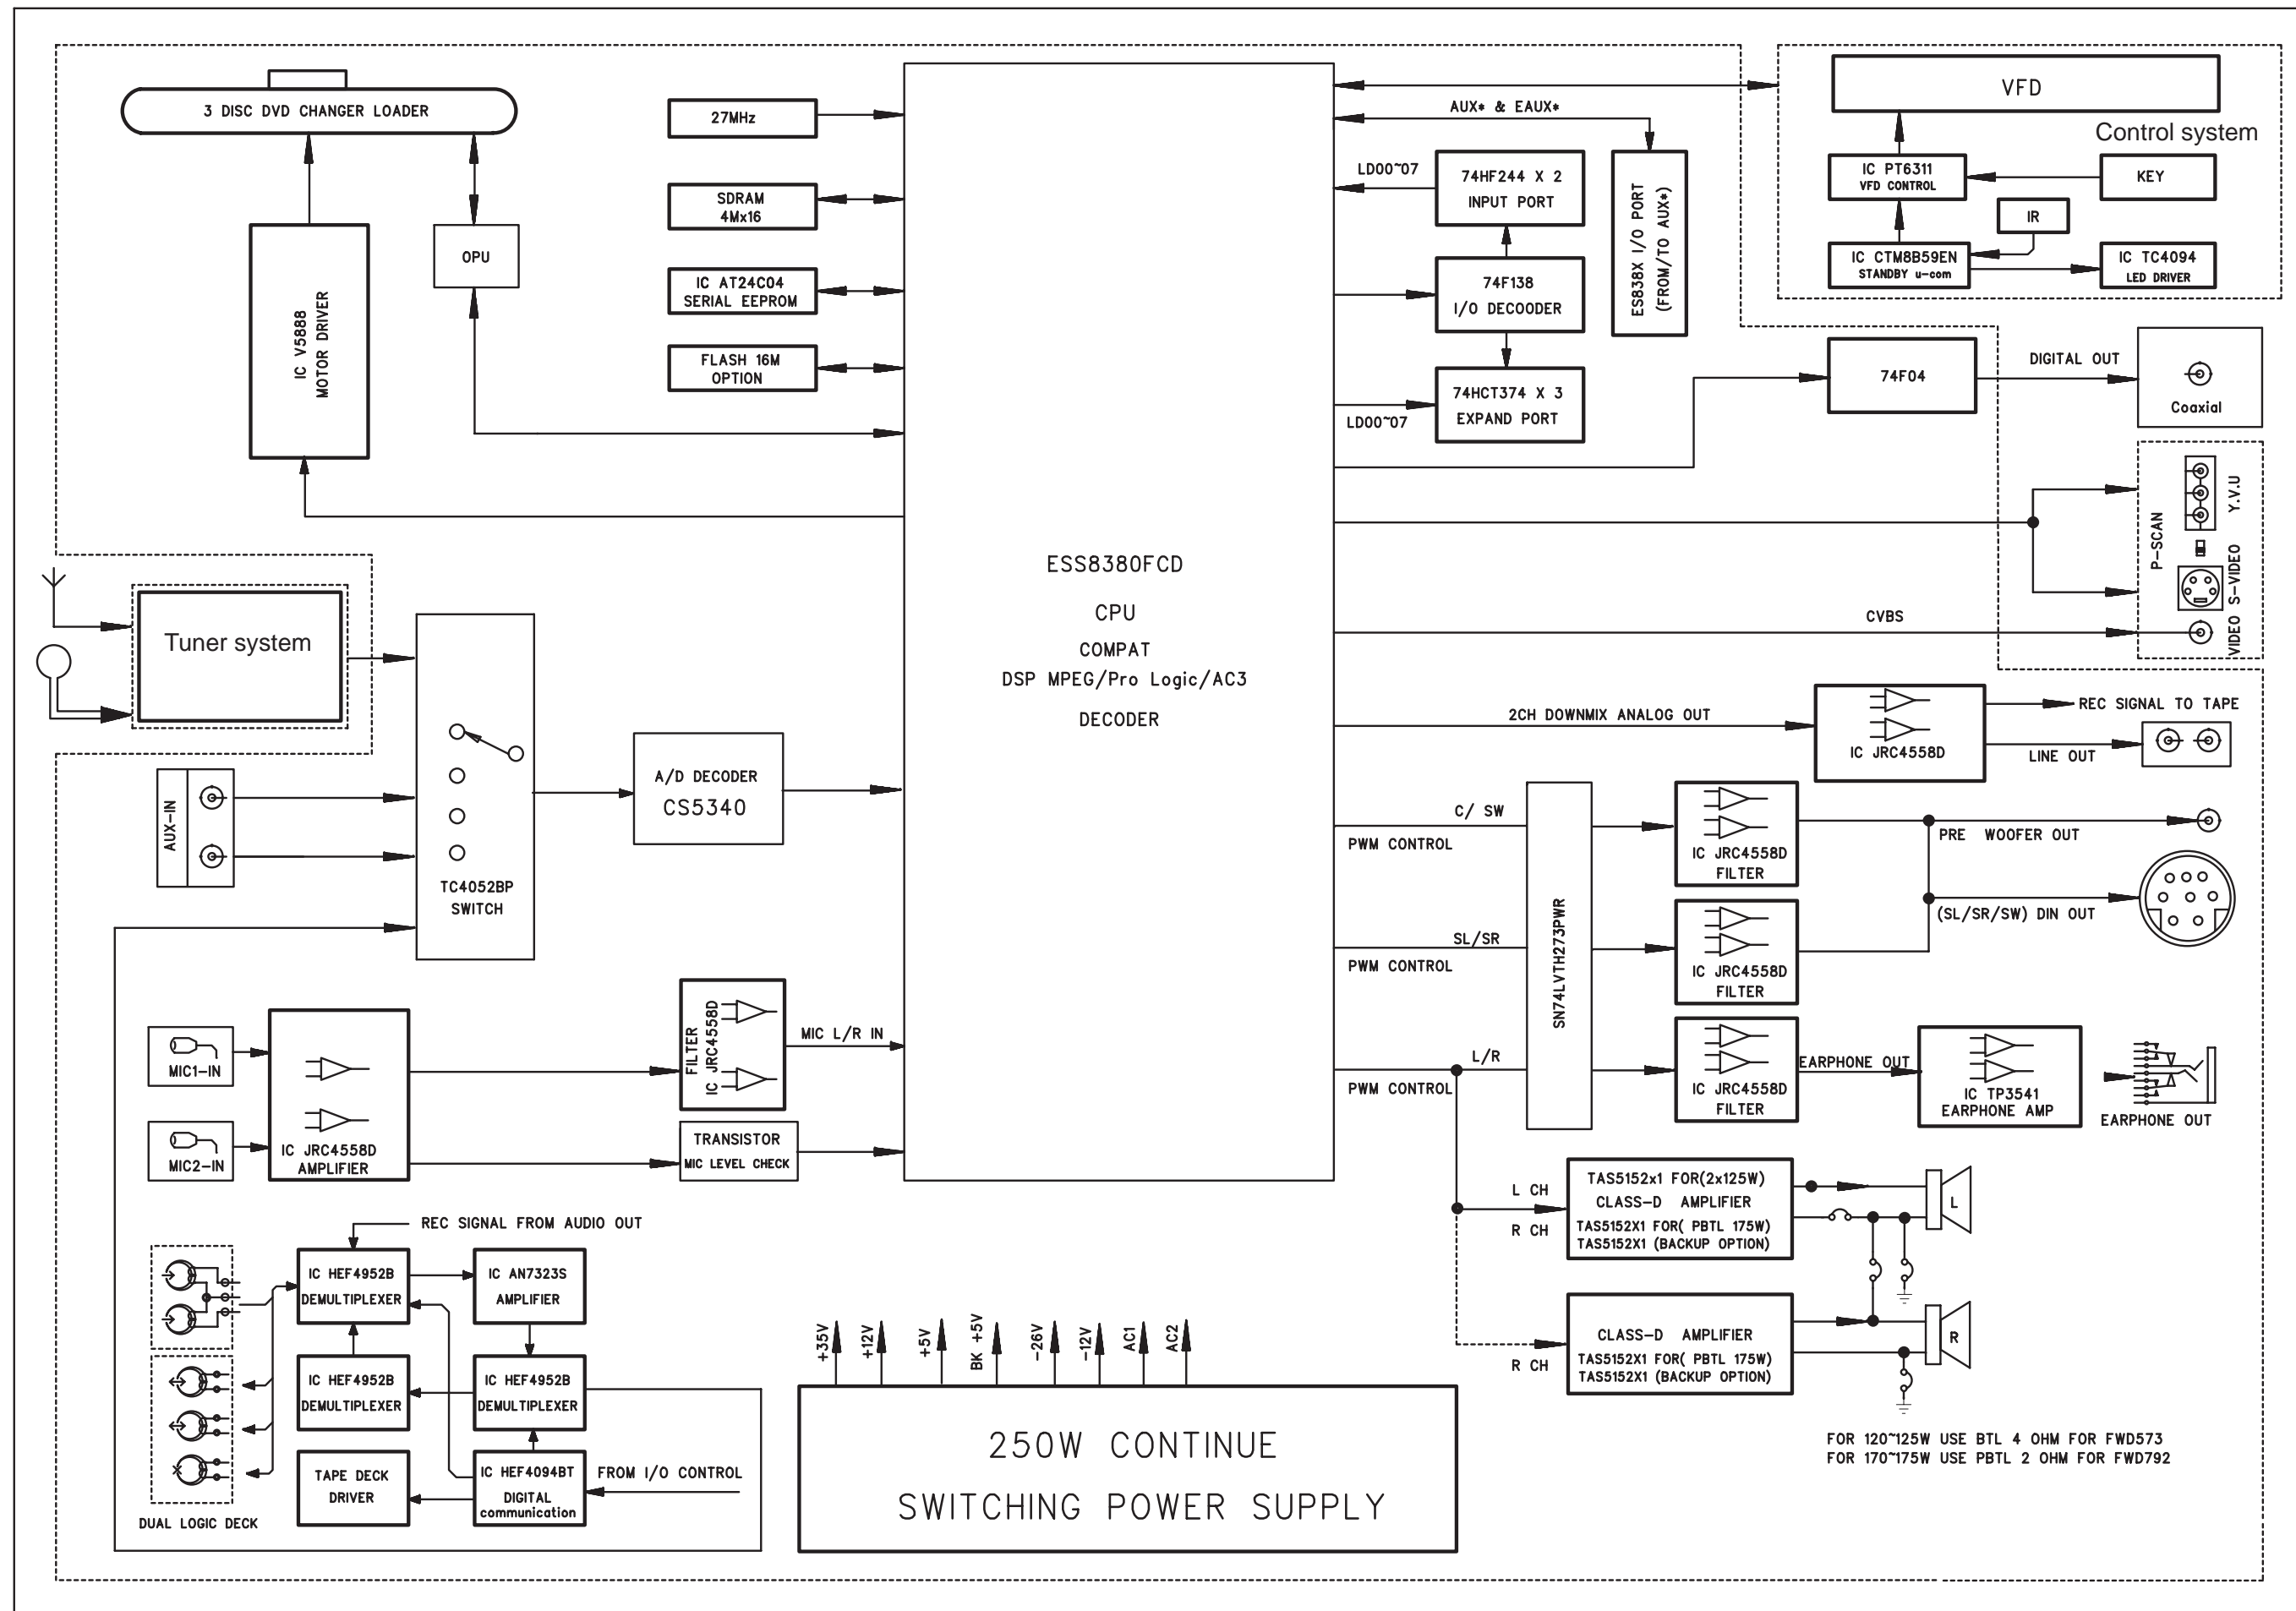 3 DISC DVD CHANGER LOADER
IC V5888
MOTOR DRIVER
OPU
27MHz
SDRAM
4Mx16
IC AT24C04
SERIAL EEPROM
FLASH 16M
OPTION
ESS8380FCD
CPU
COMPAT
DSP MPEG/Pro Logic/AC3
DECODER
AUX* & EAUX*
LD00~07
74HF244 X 2
INPUT PORT
74F138
I/O DECOODER
74HCT374 X 3
EXPAND PORT
LD00~07
ES838X I/O PORT
(FROM/TO AUX*)
VFD
Control system
IC PT6311
VFD CONTROL
KEY
IR
IC CTM8B59EN
STANDBY u-com
IC TC4094
LED DRIVER
74F04
DIGITAL OUT
Coaxial
P-SCAN
Y.V.U
S-VIDEO
VIDEO
CVBS
Tuner system
AUX-IN
TC4052BP
SWITCH
A/D DECODER
CS5340
2CH DOWNMIX ANALOG OUT
IC JRC4558D
REC SIGNAL TO TAPE
LINE OUT
C/ SW
PWM CONTROL
SL/SR
PWM CONTROL
L/R
PWM CONTROL
SN74LVTH273PWR
IC JRC4558D
FILTER
IC JRC4558D
FILTER
IC JRC4558D
FILTER
PRE WOOFER OUT
(SL/SR/SW) DIN OUT
EARPHONE OUT
IC TP3541
EARPHONE AMP
EARPHONE OUT
MIC1-IN
MIC2-IN
IC JRC4558D
AMPLIFIER
FILTER
IC JRC4558D
MIC L/R IN
TRANSISTOR
MIC LEVEL CHECK
L CH
R CH
TAS5152x1 FOR(2x125W)
CLASS-D AMPLIFIER
TAS5152X1 FOR( PBTL 175W)
TAS5152X1 (BACKUP OPTION)
L
R CH
CLASS-D AMPLIFIER
TAS5152X1 FOR( PBTL 175W)
TAS5152X1 (BACKUP OPTION)
R
REC SIGNAL FROM AUDIO OUT
IC HEF4952B
DEMULTIPLEXER
IC AN7323S
AMPLIFIER
IC HEF4952B
DEMULTIPLEXER
IC HEF4952B
DEMULTIPLEXER
TAPE DECK
DRIVER
IC HEF4094BT
DIGITAL
communication
FROM I/O CONTROL
DUAL LOGIC DECK
+35V
+12V
+5V
BK +5V
-26V
-12V
AC1
AC2
250W CONTINUE
SWITCHING POWER SUPPLY
FOR 120~125W USE BTL 4 OHM FOR FWD573
FOR 170~175W USE PBTL 2 OHM FOR FWD792